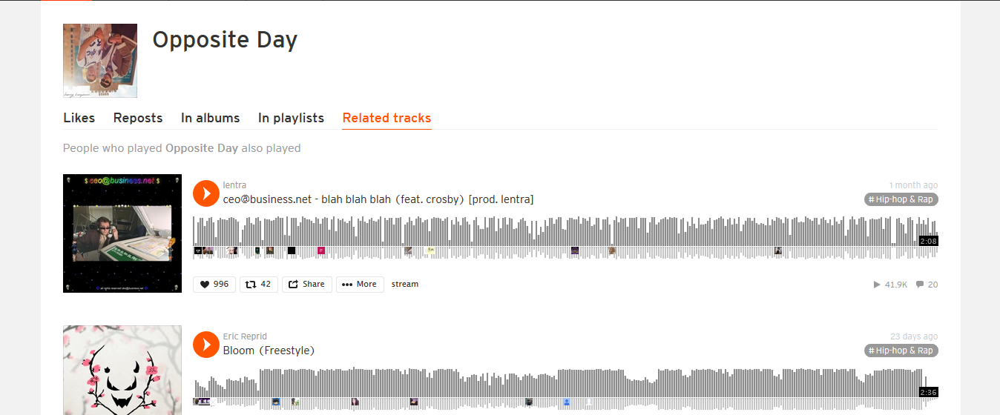 Opposite Day
Likes Reposts In albums In playlists Related tracks
People who played Opposite Day also played
$ ceo@business.net $
lentra
1 month ago
ceo@business.net - blah blah blah (feat. crosby) [prod. lentra]
# Hip-hop & Rap
2:08
996 42 Share More stream
41.9K 20
Eric Reprid
23 days ago
Bloom (Freestyle)
# Hip-hop & Rap
2:36